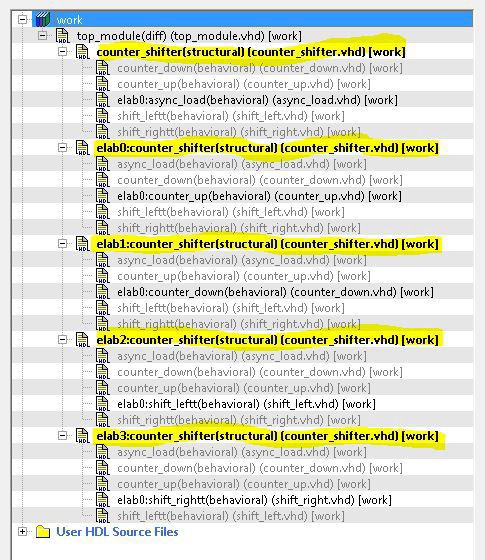 work
top_module(diff) (top_module.vhd) [work]
counter_shifter(structural) (counter_shifter.vhd) [work]
counter_down(behavioral) (counter_down.vhd) [work]
counter_up(behavioral) (counter_up.vhd) [work]
elab0:async_load(behavioral) (async_load.vhd) [work]
shift_leftt(behavioral) (shift_left.vhd) [work]
shift_rightt(behavioral) (shift_right.vhd) [work]
elab0:counter_shifter(structural) (counter_shifter.vhd) [work]
async_load(behavioral) (async_load.vhd) [work]
counter_down(behavioral) (counter_down.vhd) [work]
elab0:counter_up(behavioral) (counter_up.vhd) [work]
shift_leftt(behavioral) (shift_left.vhd) [work]
shift_rightt(behavioral) (shift_right.vhd) [work]
elab1:counter_shifter(structural) (counter_shifter.vhd) [work]
async_load(behavioral) (async_load.vhd) [work]
counter_up(behavioral) (counter_up.vhd) [work]
elab0:counter_down(behavioral) (counter_down.vhd) [work]
shift_leftt(behavioral) (shift_left.vhd) [work]
shift_rightt(behavioral) (shift_right.vhd) [work]
elab2:counter_shifter(structural) (counter_shifter.vhd) [work]
async_load(behavioral) (async_load.vhd) [work]
counter_down(behavioral) (counter_down.vhd) [work]
counter_up(behavioral) (counter_up.vhd) [work]
elab0:shift_leftt(behavioral) (shift_left.vhd) [work]
shift_rightt(behavioral) (shift_right.vhd) [work]
elab3:counter_shifter(structural) (counter_shifter.vhd) [work]
async_load(behavioral) (async_load.vhd) [work]
counter_down(behavioral) (counter_down.vhd) [work]
counter_up(behavioral) (counter_up.vhd) [work]
elab0:shift_rightt(behavioral) (shift_right.vhd) [work]
shift_leftt(behavioral) (shift_left.vhd) [work]
User HDL Source Files